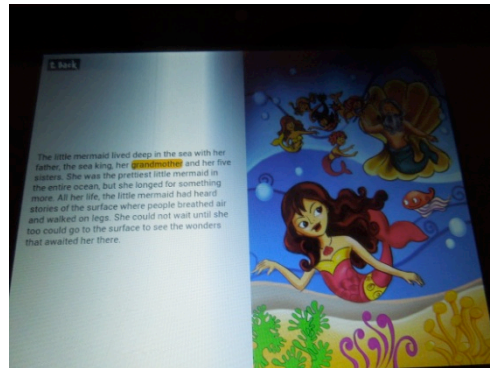 2. Dark
The little mermaid lived deep in the sea with her
father, the sea king, her grandmother and her five
sisters. She was the prettiest little mermaid in
the entire ocean, but she longed for something
more. All her life, the little mermaid had heard
stories of the surface where people breathed air
and walked on legs. She could not wait until she
too could go to the surface to see the wonders
that awaited her there.